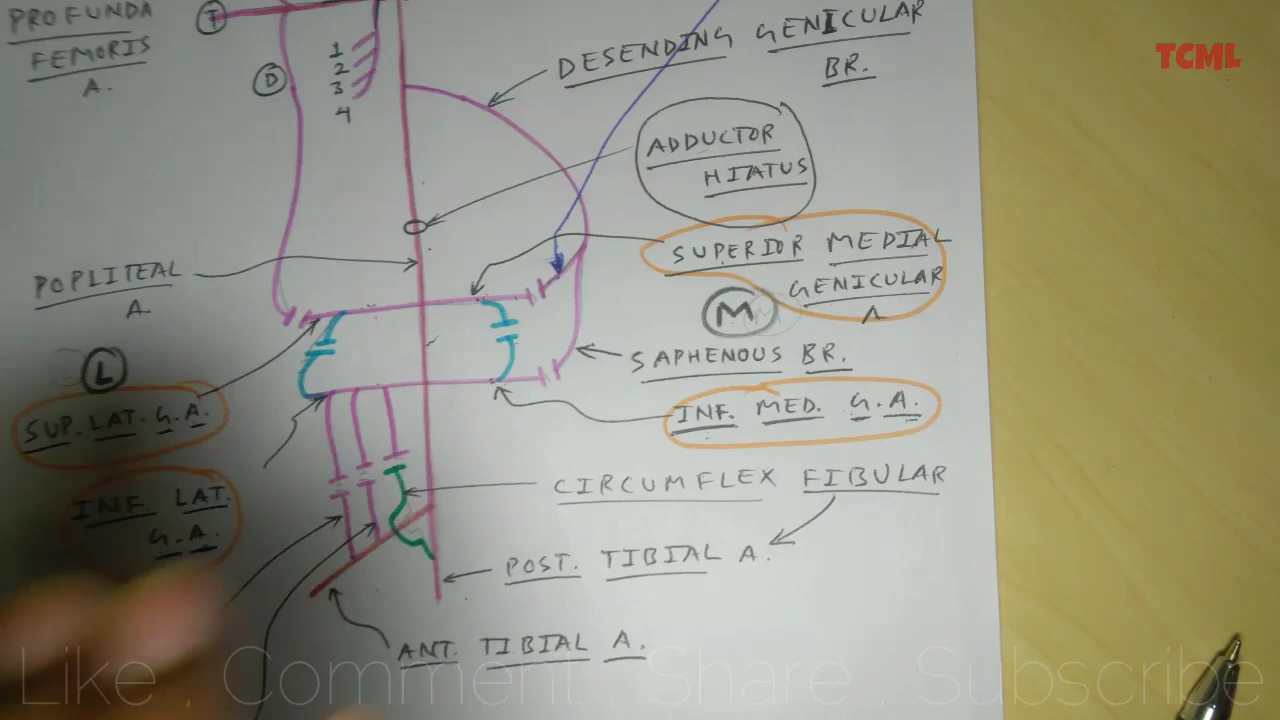 PROFUNDA
FEMORIS
A.
T
D
1
2
3
4
DESENDING GENICULAR
BR.
TCML
ADDUCTOR
HIATUS
POPLITEAL
A.
SUPERIOR MEDIAL
GENICULAR
A
M
L
SAPHENOUS BR.
SUP. LAT. G. A.
INF. MED. G. A.
INF. LAT.
G. A.
CIRCUMFLEX FIBULAR
POST. TIBIAL A.
ANT. TIBIAL A.
Like , Comment , Share , Subscribe